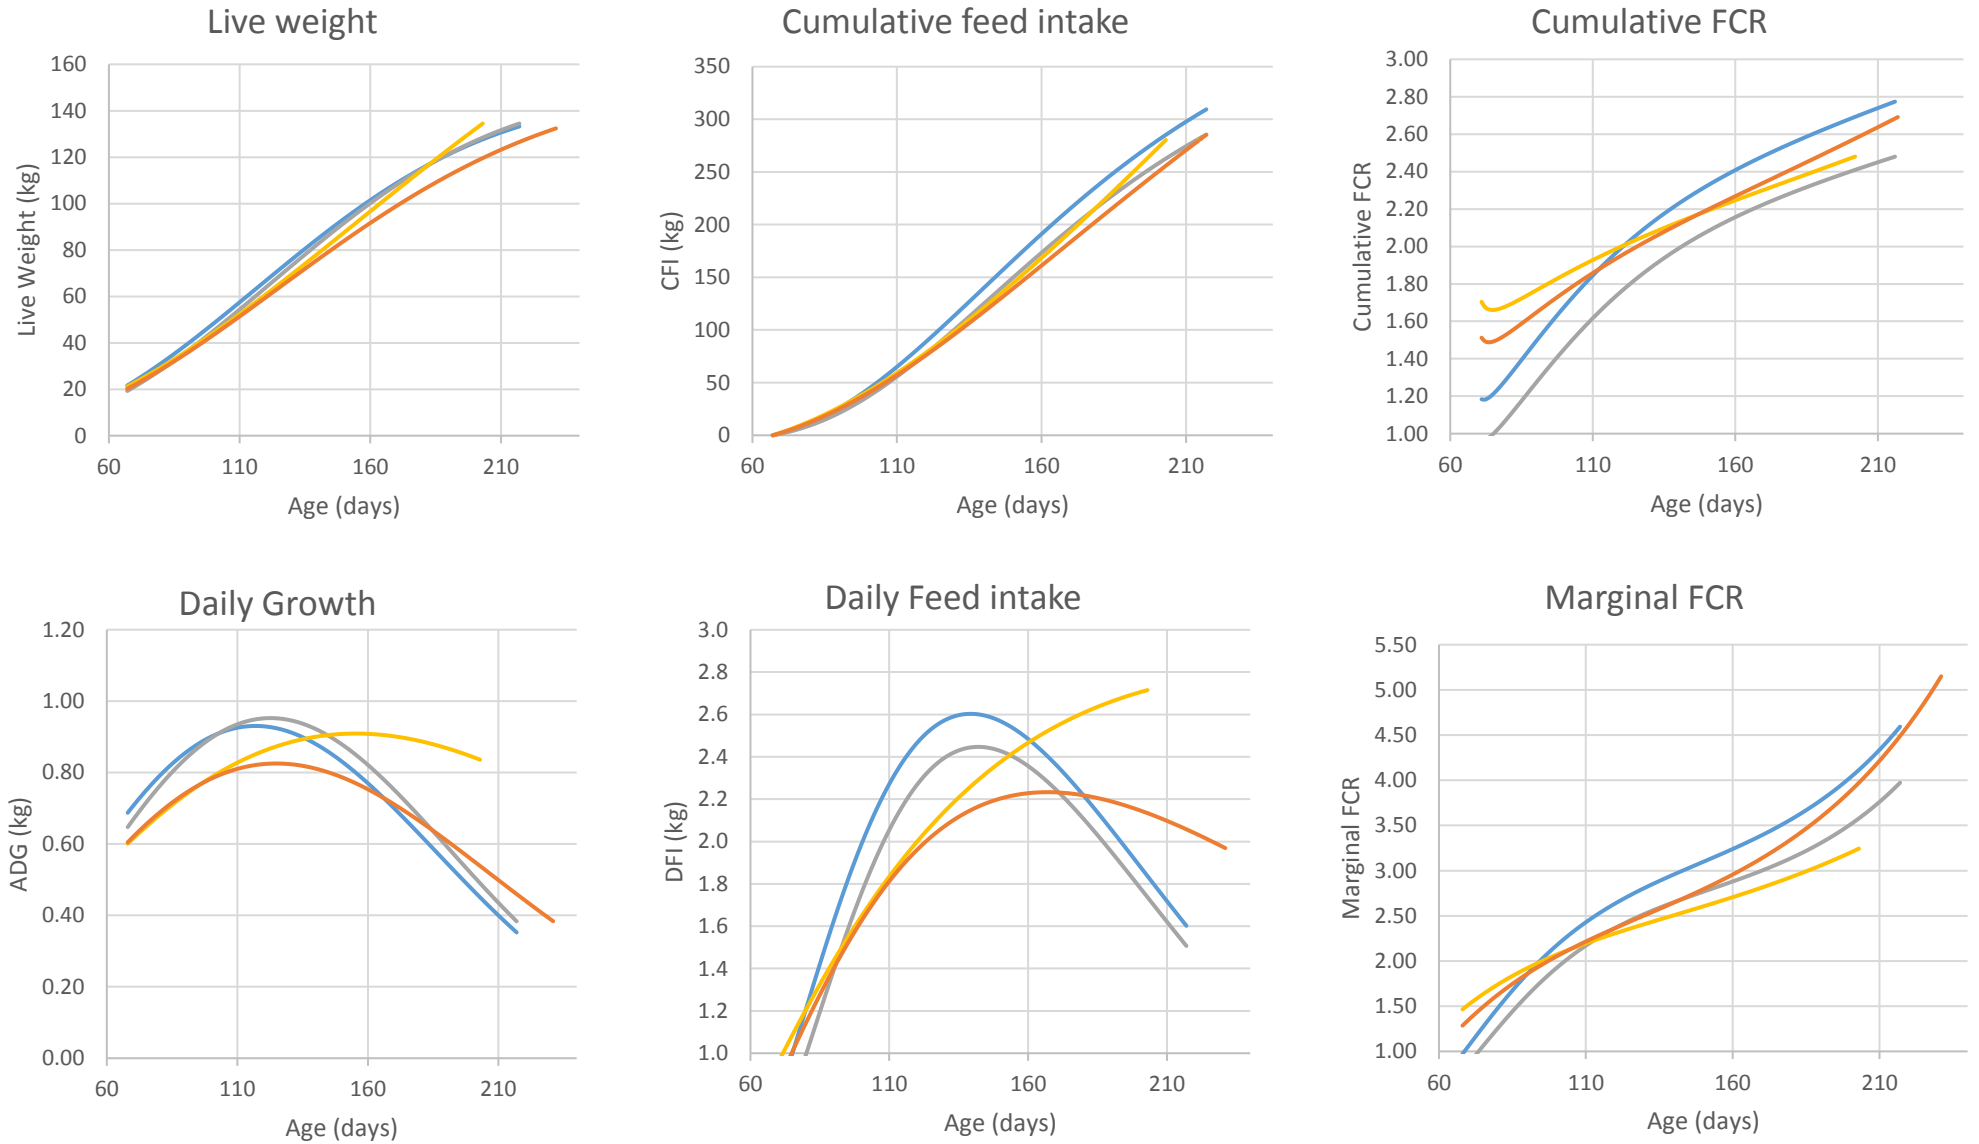 Live weight
160
140
120
100
80
60
40
20
0
60 110 160 210
Live Weight (kg)
Age (days)
Cumulative feed intake
350
300
250
200
150
100
50
0
60 110 160 210
CFI (kg)
Age (days)
Cumulative FCR
3.00
2.80
2.60
2.40
2.20
2.00
1.80
1.60
1.40
1.20
1.00
60 110 160 210
Cumulative FCR
Age (days)
Daily Growth
1.20
1.00
0.80
0.60
0.40
0.20
0.00
60 110 160 210
ADG (kg)
Age (days)
Daily Feed intake
3.0
2.8
2.6
2.4
2.2
2.0
1.8
1.6
1.4
1.2
1.0
60 110 160 210
DFI (kg)
Age (days)
Marginal FCR
5.50
5.00
4.50
4.00
3.50
3.00
2.50
2.00
1.50
1.00
60 110 160 210
Marginal FCR
Age (days)